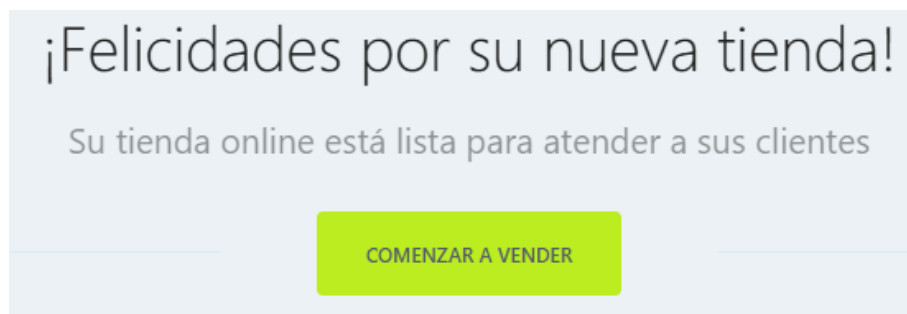 ¡Felicidades por su nueva tienda!
Su tienda online está lista para atender a sus clientes
COMENZAR A VENDER